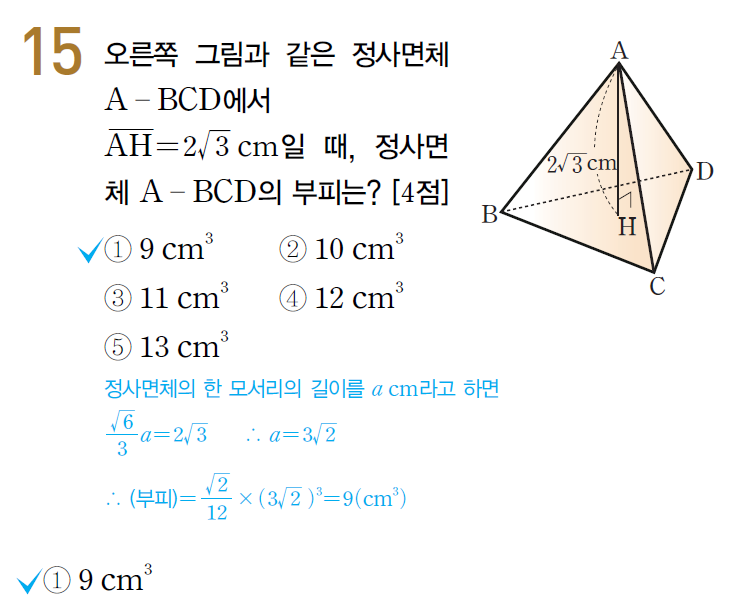 15 오른쪽 그림과 같은 정사면체
A－BCD에서
\overline{AH}=2√3 cm일 때, 정사면
체 A－BCD의 부피는? [4점]
A
2√3 cm
D
B
H
C
✓① 9 cm³ ② 10 cm³
③ 11 cm³ ④ 12 cm³
⑤ 13 cm³
정사면체의 한 모서리의 길이를 a cm라고 하면
√6/3 a=2√3 ∴ a=3√2
∴ (부피)=√2/12×(3√2)³=9(cm³)
✓① 9 cm³